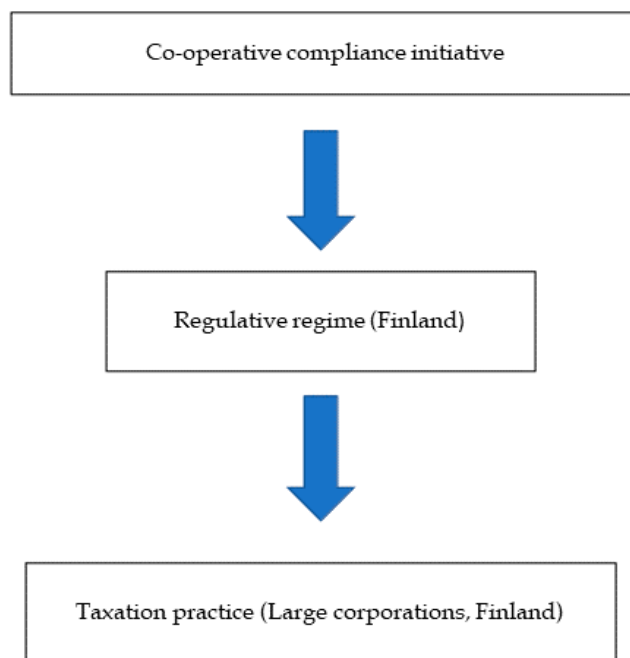 Co-operative compliance initiative
Regulative regime (Finland)
Taxation practice (Large corporations, Finland)